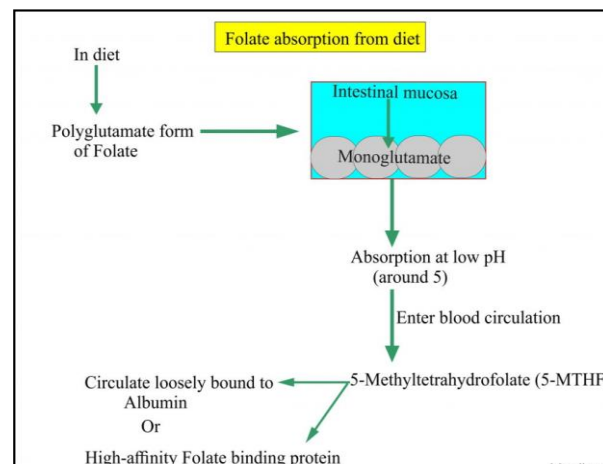 Folate absorption from diet
In diet
Intestinal mucosa
Polyglutamate form
of Folate
Monoglutamate
Absorption at low pH
(around 5)
Enter blood circulation
5-Methyltetrahydrofolate (5-MTHF
Circulate loosely bound to
Albumin
Or
High-affinity Folate binding protein